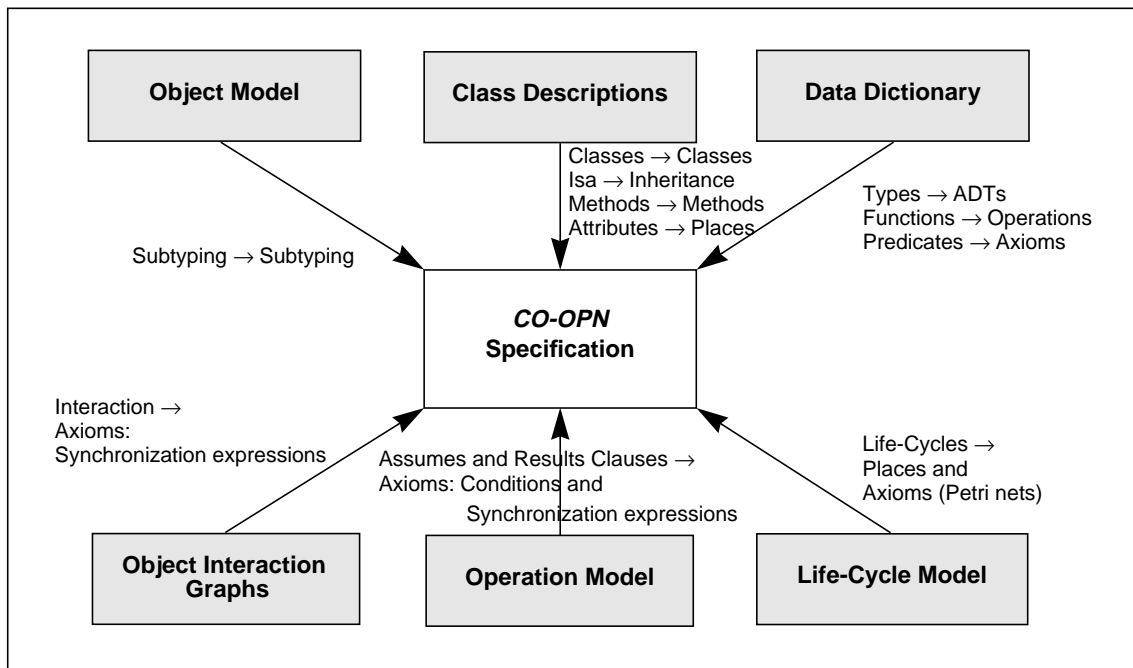 Object Model
Class Descriptions
Data Dictionary
Classes → Classes
Isa → Inheritance
Methods → Methods
Attributes → Places
Types → ADTs
Functions → Operations
Predicates → Axioms
Subtyping → Subtyping
CO-OPN
Specification
Interaction →
Axioms:
Synchronization expressions
Assumes and Results Clauses →
Axioms: Conditions and
Synchronization expressions
Life-Cycles →
Places and
Axioms (Petri nets)
Object Interaction
Graphs
Operation Model
Life-Cycle Model